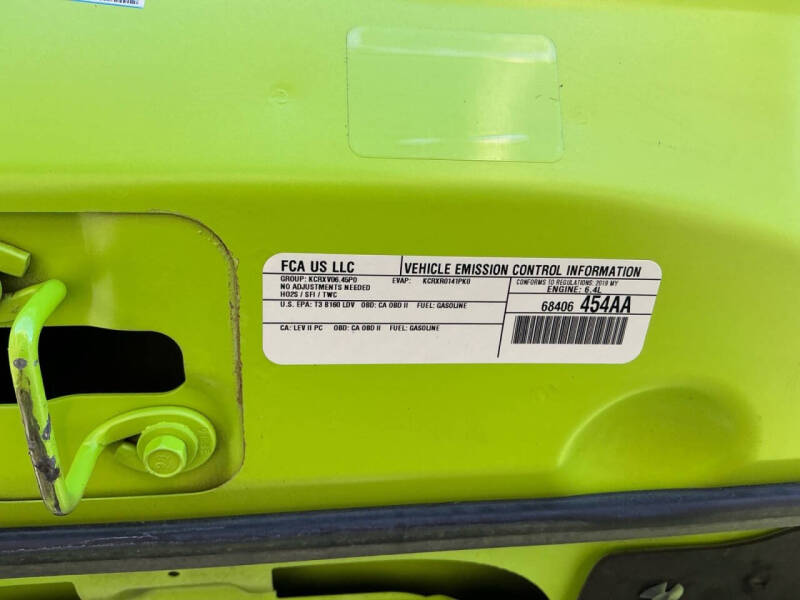 FCA US LLC
VEHICLE EMISSION CONTROL INFORMATION
GROUP: KCRXV06.45P0 EVAP: KCRXR0141PK0
NO ADJUSTMENTS NEEDED
HO2S / SFI / TWC
U.S. EPA: T3 B160 LDV OBD: CA OBD II FUEL: GASOLINE
CA: LEV II PC OBD: CA OBD II FUEL: GASOLINE
CONFORMS TO REGULATIONS: 2019 MY
ENGINE: 6.4L
68406 454AA